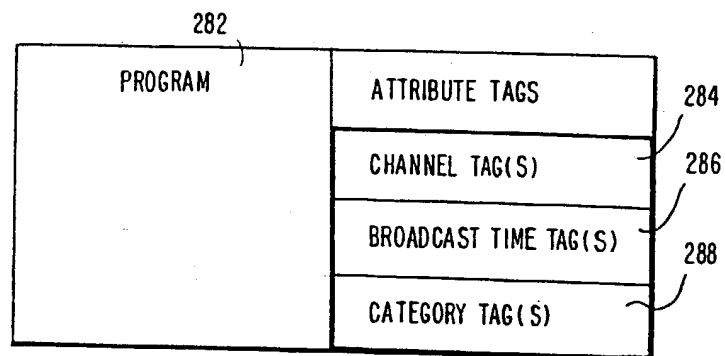 282
PROGRAM
ATTRIBUTE TAGS
284
CHANNEL TAG(S)
286
BROADCAST TIME TAG(S)
288
CATEGORY TAG(S)